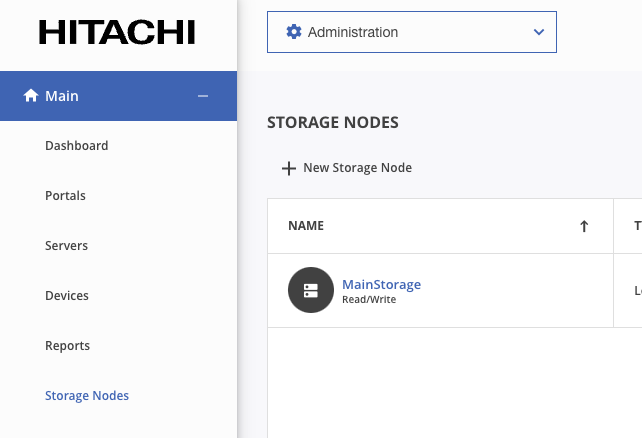 HITACHI
Administration
Main
Dashboard
Portals
Servers
Devices
Reports
Storage Nodes
STORAGE NODES
New Storage Node
NAME
MainStorage
Read/Write